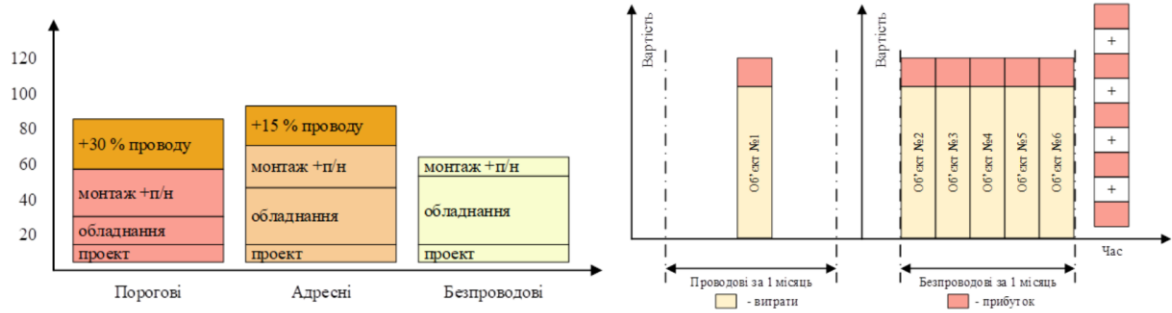 120
100
80
60
40
20
+30 % проводу
монтаж +п/н
обладнання
проект
+15 % проводу
монтаж +п/н
обладнання
проект
монтаж +п/н
обладнання
проект
Порогові
Адресні
Безпроводові
Вартість
Об'єкт №1
Проводові за 1 місяць
- витрати
Вартість
Об'єкт №2
Об'єкт №3
Об'єкт №4
Об'єкт №5
Об'єкт №6
+
+
+
+
Час
Безпроводові за 1 місяць
- прибуток